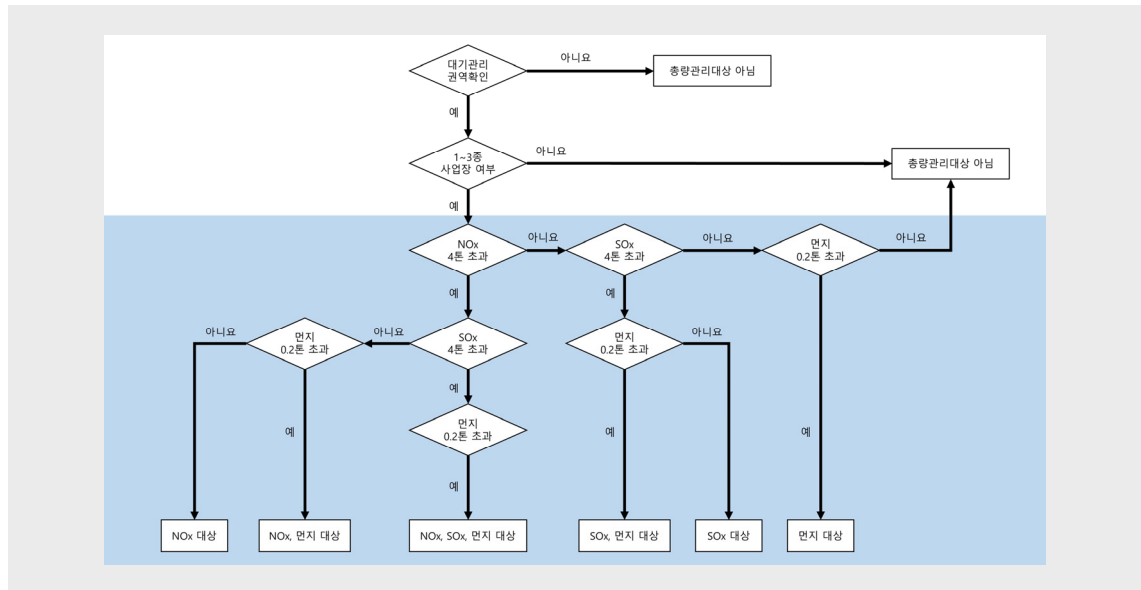 대기관리
권역확인
아니요
총량관리대상 아님
예
1~3종
사업장 여부
아니요
총량관리대상 아님
예
NOx
4톤 초과
아니요
SOx
4톤 초과
아니요
먼지
0.2톤 초과
아니요
예
예
아니요
먼지
0.2톤 초과
아니요
SOx
4톤 초과
먼지
0.2톤 초과
아니요
예
먼지
0.2톤 초과
예
예
예
예
예
NOx 대상
NOx, 먼지 대상
NOx, SOx, 먼지 대상
SOx, 먼지 대상
SOx 대상
먼지 대상